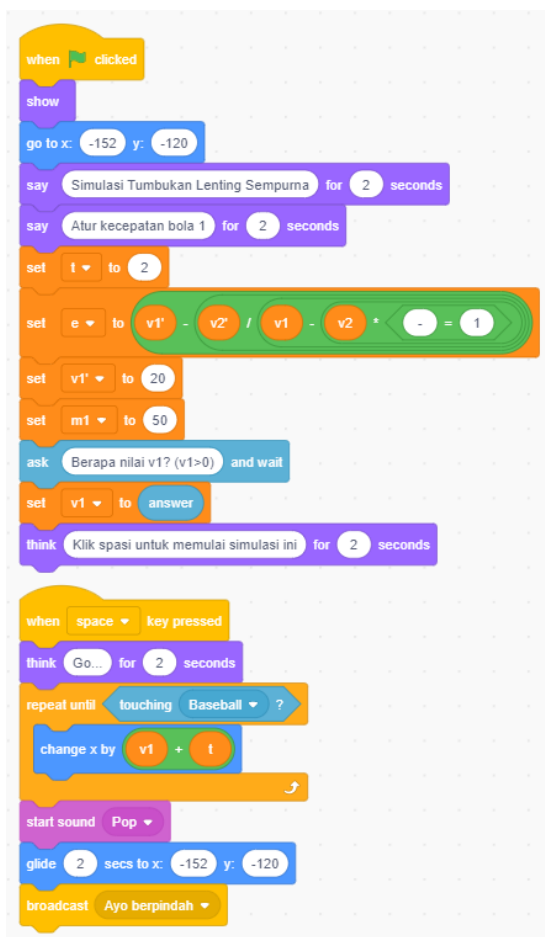 when clicked
show
go to x: -152 y: -120
say Simulasi Tumbukan Lenting Sempurna for 2 seconds
say Atur kecepatan bola 1 for 2 seconds
set t to 2
set e to v1' - v2' / v1 - v2 * - = 1
set v1' to 20
set m1 to 50
ask Berapa nilai v1? (v1>0) and wait
set v1 to answer
think Klik spasi untuk memulai simulasi ini for 2 seconds
when space key pressed
think Go... for 2 seconds
repeat until touching Baseball ?
change x by v1 + t
start sound Pop
glide 2 secs to x: -152 y: -120
broadcast Ayo berpindah